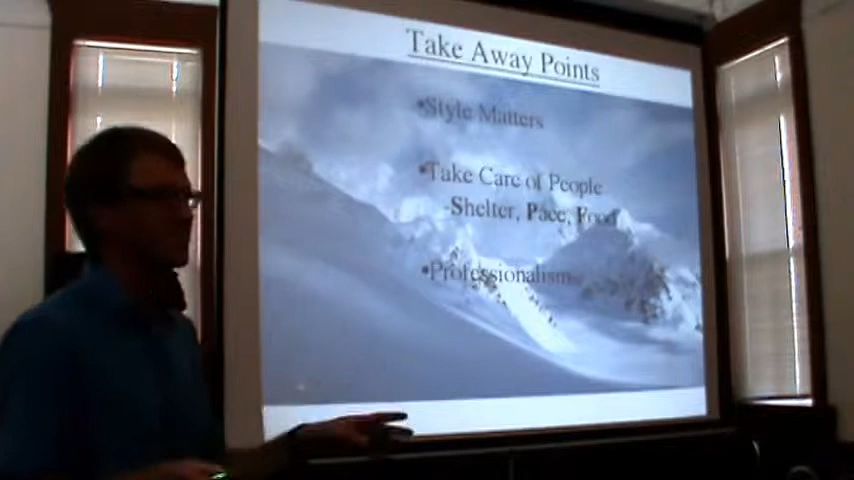 Take Away Points
•Style Matters
•Take Care of People
-Shelter, Pace, Food
•Professionalism